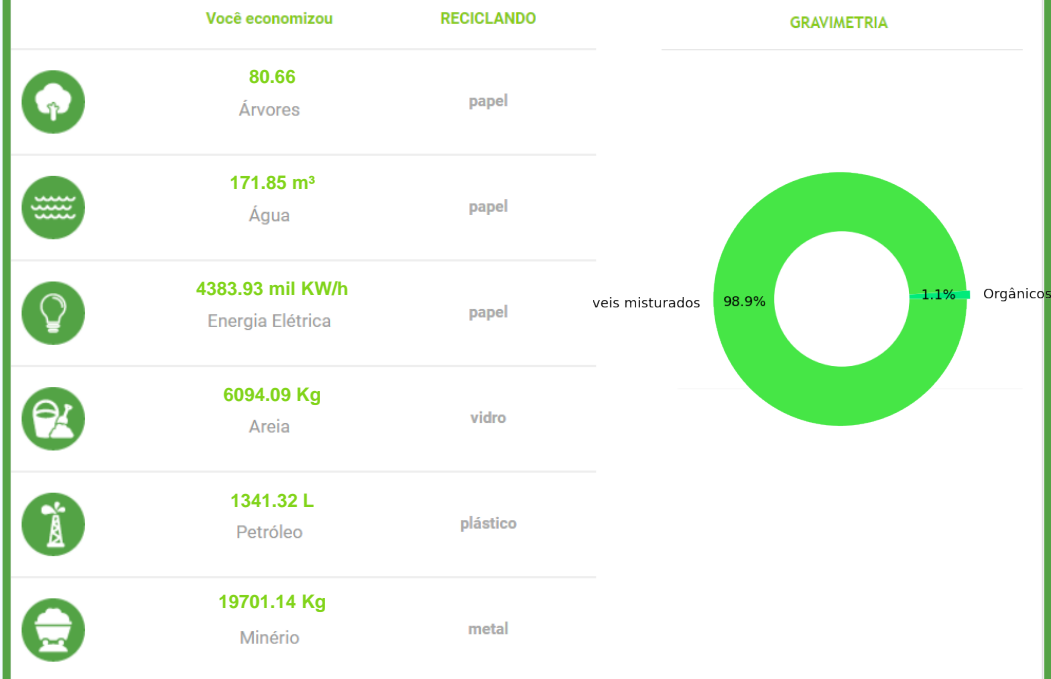 Você economizou
RECICLANDO
80.66
Árvores
papel
171.85 m³
Água
papel
4383.93 mil KW/h
Energia Elétrica
papel
6094.09 Kg
Areia
vidro
1341.32 L
Petróleo
plástico
19701.14 Kg
Minério
metal
GRAVIMETRIA
veis misturados
98.9%
1.1%
Orgânicos